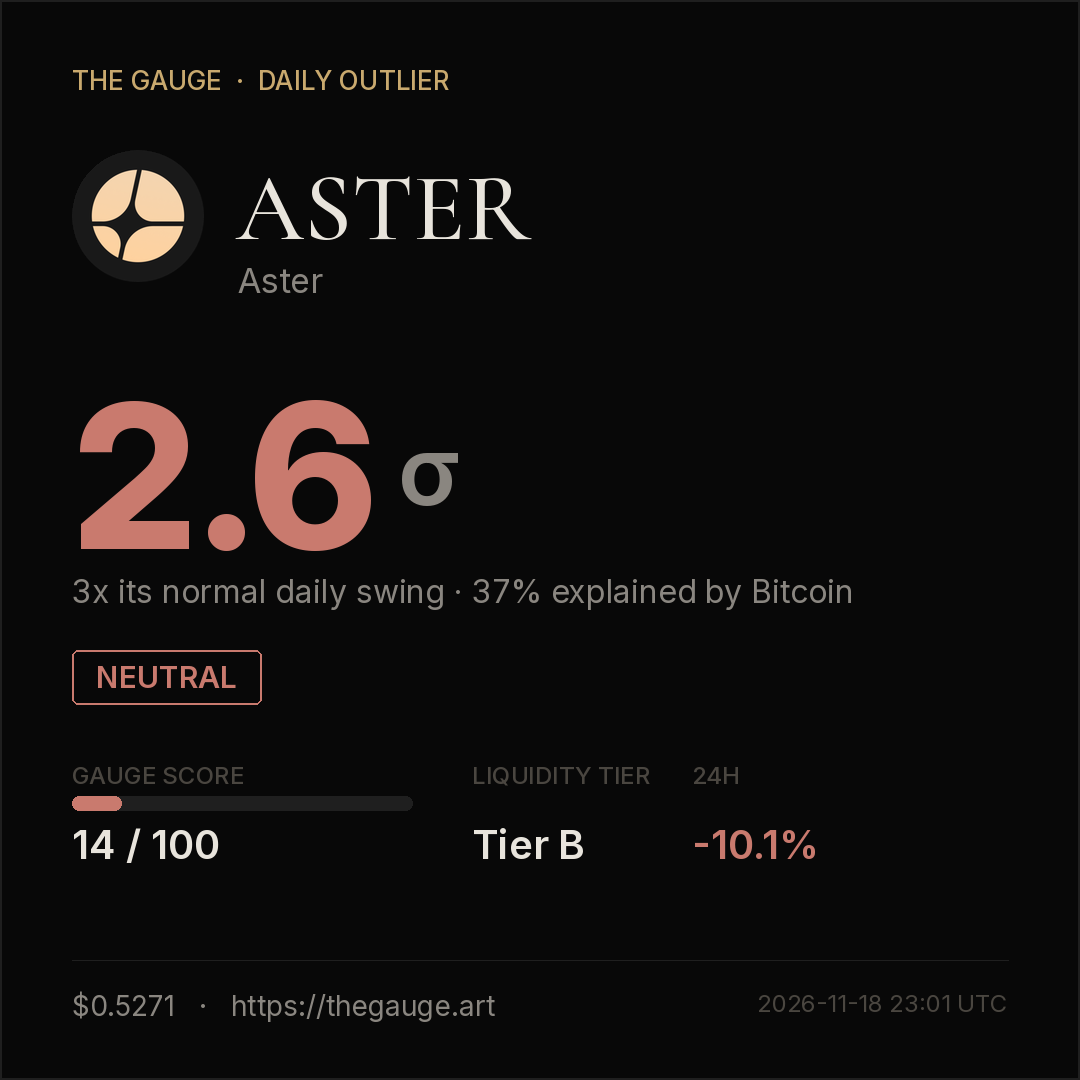 THE GAUGE · DAILY OUTLIER
ASTER
Aster
2.6 σ
3x its normal daily swing · 37% explained by Bitcoin
NEUTRAL
GAUGE SCORE LIQUIDITY TIER 24H
14 / 100 Tier B -10.1%
$0.5271 · https://thegauge.art 2026-11-18 23:01 UTC